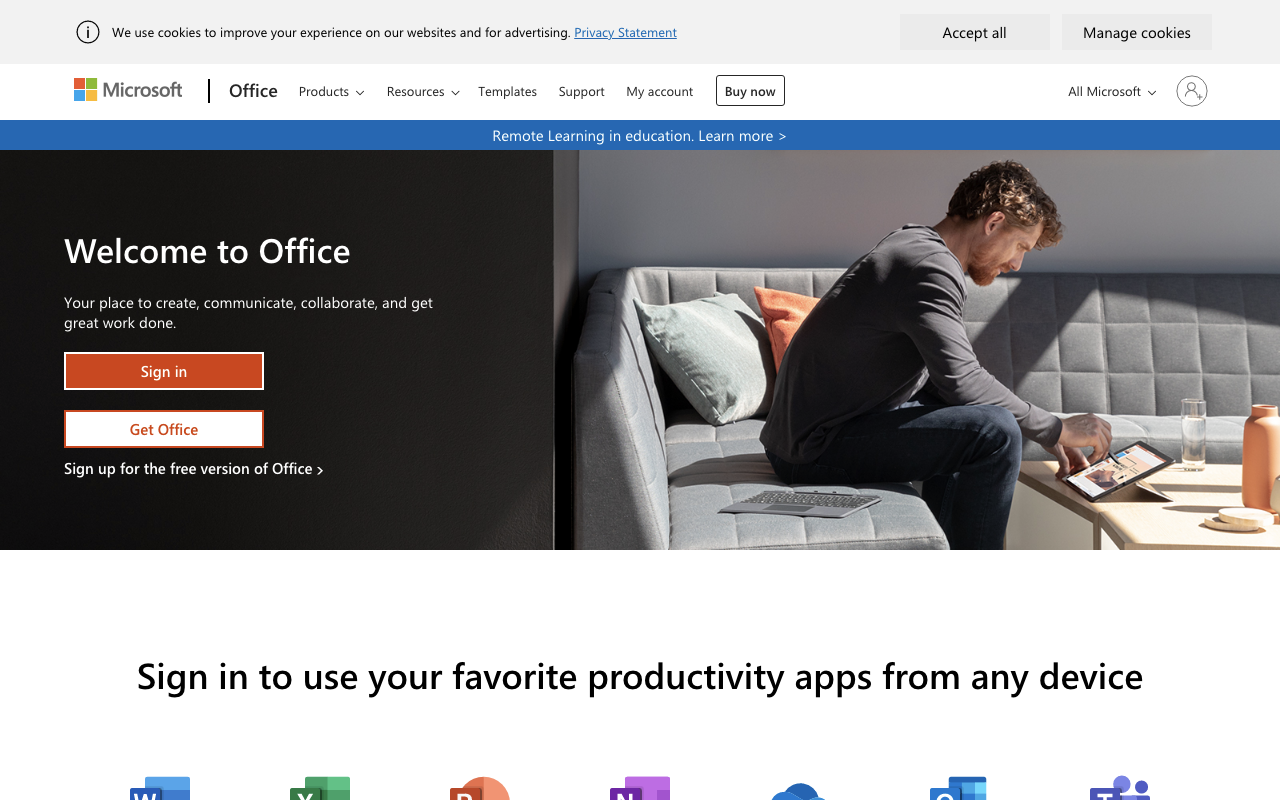 We use cookies to improve your experience on our websites and for advertising. Privacy Statement
Accept all
Manage cookies
Microsoft
Office
Products
Resources
Templates
Support
My account
Buy now
All Microsoft
Remote Learning in education. Learn more >
Welcome to Office
Your place to create, communicate, collaborate, and get
great work done.
Sign in
Get Office
Sign up for the free version of Office >
Sign in to use your favorite productivity apps from any device
W
X
P
N
O
T